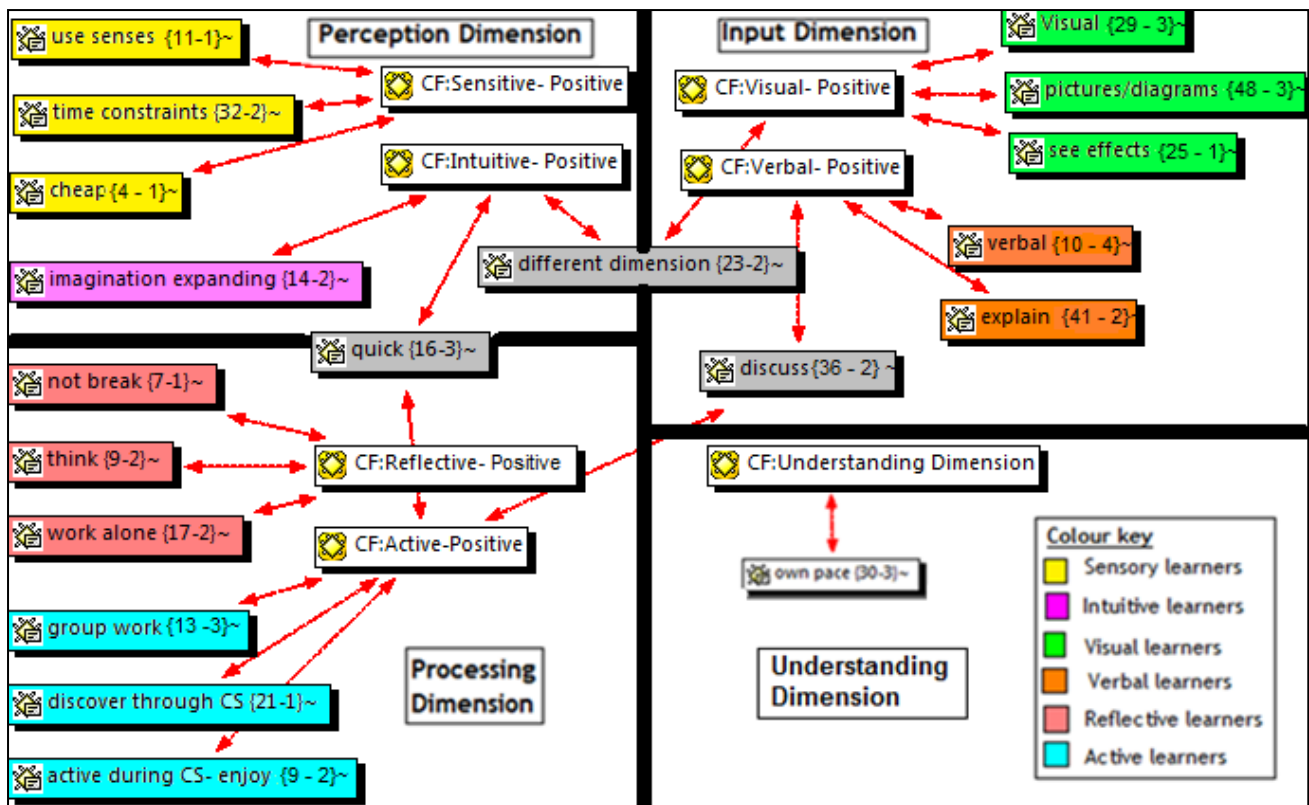 Perception Dimension
use senses {11-1}~
CF:Sensitive- Positive
time constraints {32-2}~
CF:Intuitive- Positive
cheap{4 - 1}~
imagination expanding {14-2}~
different dimension {23-2}~
quick {16-3}~
Input Dimension
Visual {29 - 3}~
CF:Visual- Positive
pictures/diagrams {48 - 3}~
see effects {25 - 1}~
CF:Verbal- Positive
verbal {10 - 4}~
explain {41 - 2}~
discuss{36 - 2} ~
not break {7-1}~
think {9-2}~
CF:Reflective- Positive
work alone {17-2}~
CF:Active-Positive
group work {13 -3}~
discover through CS {21-1}~
active during CS- enjoy {9 - 2}~
Processing
Dimension
CF:Understanding Dimension
own pace {30-3}~
Understanding
Dimension
Colour key
Sensory learners
Intuitive learners
Visual learners
Verbal learners
Reflective learners
Active learners